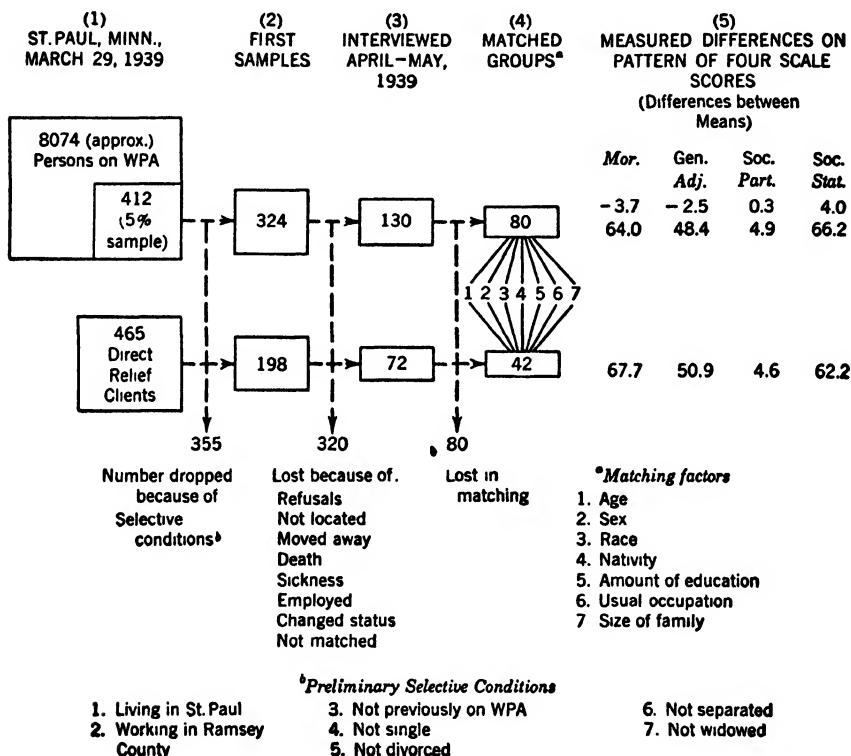 (1)
ST. PAUL, MINN.,
MARCH 29, 1939
(2)
FIRST
SAMPLES
(3)
INTERVIEWED
APRIL–MAY,
1939
(4)
MATCHED
GROUPSᵃ
(5)
MEASURED DIFFERENCES ON
PATTERN OF FOUR SCALE
SCORES
(Differences between
Means)
8074 (approx.)
Persons on WPA
412
(5%
sample)
324
130
80
Mor. Gen. Soc. Soc.
Adj. Part. Stat.
-3.7 -2.5 0.3 4.0
64.0 48.4 4.9 66.2
1 2 3 4 5 6 7
465
Direct
Relief
Clients
198
72
42
67.7 50.9 4.6 62.2
355
320
80
Number dropped
because of
Selective
conditionsᵇ
Lost because of.
Refusals
Not located
Moved away
Death
Sickness
Employed
Changed status
Not matched
Lost in
matching
ᵃMatching factors
1. Age
2. Sex
3. Race
4. Nativity
5. Amount of education
6. Usual occupation
7 Size of family
ᵇPreliminary Selective Conditions
1. Living in St. Paul
2. Working in Ramsey
County
3. Not previously on WPA
4. Not single
5. Not divorced
6. Not separated
7. Not widowed